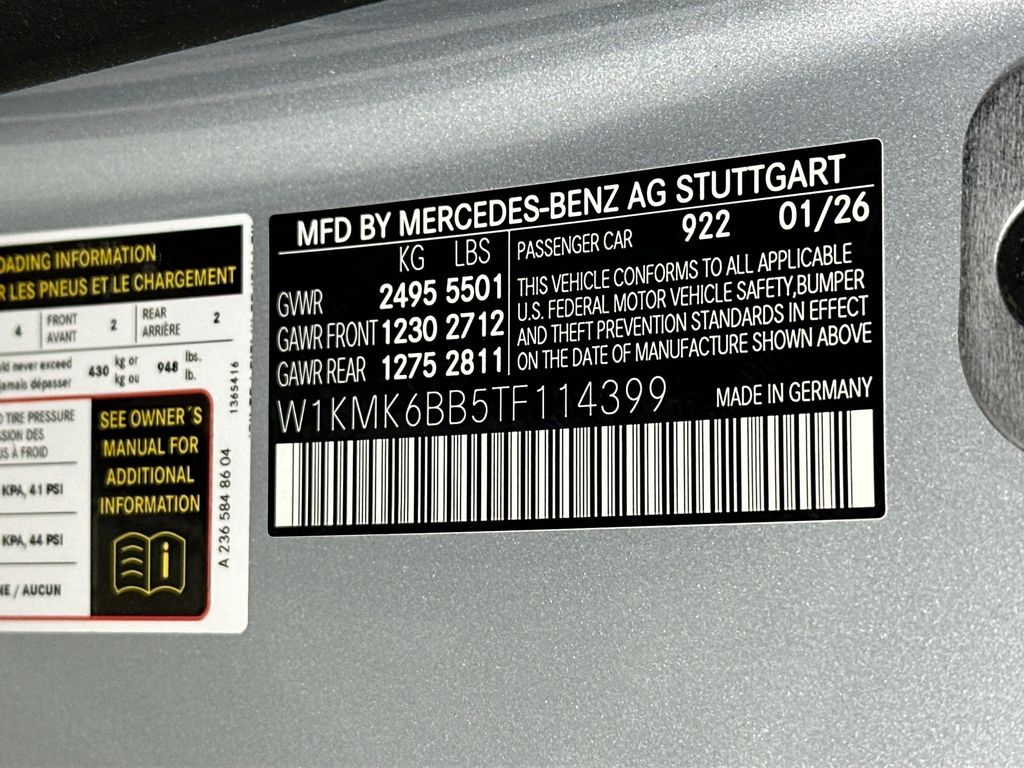 OADING INFORMATION
R LES PNEUS ET LE CHARGEMENT
4 FRONT AVANT 2 REAR ARRIÈRE 2
ld never exceed 430 kg or 948 lbs.
jamais dépasser kg ou lb.
TIRE PRESSURE
SION DES
S À FROID
KPA, 41 PSI
KPA, 44 PSI
NE / AUCUN
SEE OWNER´S
MANUAL FOR
ADDITIONAL
INFORMATION
i
1365416
A 236 584 86 04
MFD BY MERCEDES-BENZ AG STUTTGART
KG LBS
GVWR 2495 5501
GAWR FRONT 1230 2712
GAWR REAR 1275 2811
PASSENGER CAR 922 01/26
THIS VEHICLE CONFORMS TO ALL APPLICABLE
U.S. FEDERAL MOTOR VEHICLE SAFETY,BUMPER
AND THEFT PREVENTION STANDARDS IN EFFECT
ON THE DATE OF MANUFACTURE SHOWN ABOVE
W1KMK6BB5TF114399 MADE IN GERMANY